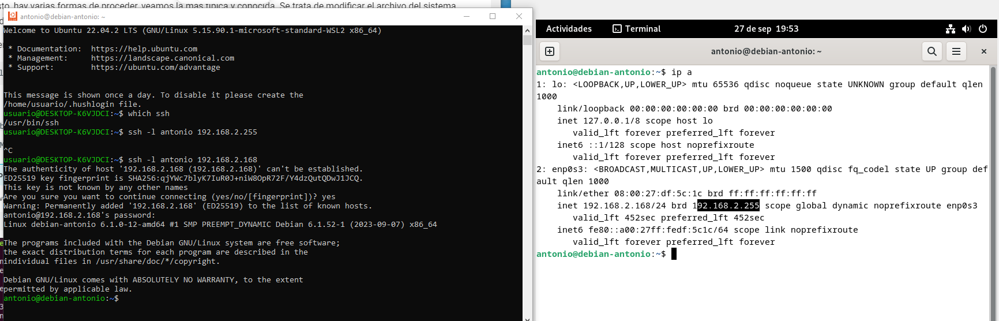 sto, hay varias formas de proceder, veamos la más típica y conocida. Se trata de modificar el archivo del sistema
antonio@debian-antonio: ~
Welcome to Ubuntu 22.04.2 LTS (GNU/Linux 5.15.90.1-microsoft-standard-WSL2 x86_64)
* Documentation:  https://help.ubuntu.com
* Management:     https://landscape.canonical.com
* Support:        https://ubuntu.com/advantage
This message is shown once a day. To disable it please create the
/home/usuario/.hushlogin file.
usuario@DESKTOP-K6VJDCI:~$ which ssh
/usr/bin/ssh
usuario@DESKTOP-K6VJDCI:~$ ssh -l antonio 192.168.2.255
^C
usuario@DESKTOP-K6VJDCI:~$ ssh -l antonio 192.168.2.168
The authenticity of host '192.168.2.168 (192.168.2.168)' can't be established.
ED25519 key fingerprint is SHA256:qjYWc7blyK7IuR0J+niW8OpR72F/Y4dzQutQDwJ1JCQ.
This key is not known by any other names
Are you sure you want to continue connecting (yes/no/[fingerprint])? yes
Warning: Permanently added '192.168.2.168' (ED25519) to the list of known hosts.
antonio@192.168.2.168's password:
Linux debian-antonio 6.1.0-12-amd64 #1 SMP PREEMPT_DYNAMIC Debian 6.1.52-1 (2023-09-07) x86_64
The programs included with the Debian GNU/Linux system are free software;
the exact distribution terms for each program are described in the
individual files in /usr/share/doc/*/copyright.
Debian GNU/Linux comes with ABSOLUTELY NO WARRANTY, to the extent
permitted by applicable law.
antonio@debian-antonio:~$
Actividades Terminal 27 de sep 19:53
antonio@debian-antonio: ~
antonio@debian-antonio:~$ ip a
1: lo: <LOOPBACK,UP,LOWER_UP> mtu 65536 qdisc noqueue state UNKNOWN group default qlen
1000
link/loopback 00:00:00:00:00:00 brd 00:00:00:00:00:00
inet 127.0.0.1/8 scope host lo
valid_lft forever preferred_lft forever
inet6 ::1/128 scope host noprefixroute
valid_lft forever preferred_lft forever
2: enp0s3: <BROADCAST,MULTICAST,UP,LOWER_UP> mtu 1500 qdisc fq_codel state UP group def
ault qlen 1000
link/ether 08:00:27:df:5c:1c brd ff:ff:ff:ff:ff:ff
inet 192.168.2.168/24 brd 192.168.2.255 scope global dynamic noprefixroute enp0s3
valid_lft 452sec preferred_lft 452sec
inet6 fe80::a00:27ff:fedf:5c1c/64 scope link noprefixroute
valid_lft forever preferred_lft forever
antonio@debian-antonio:~$